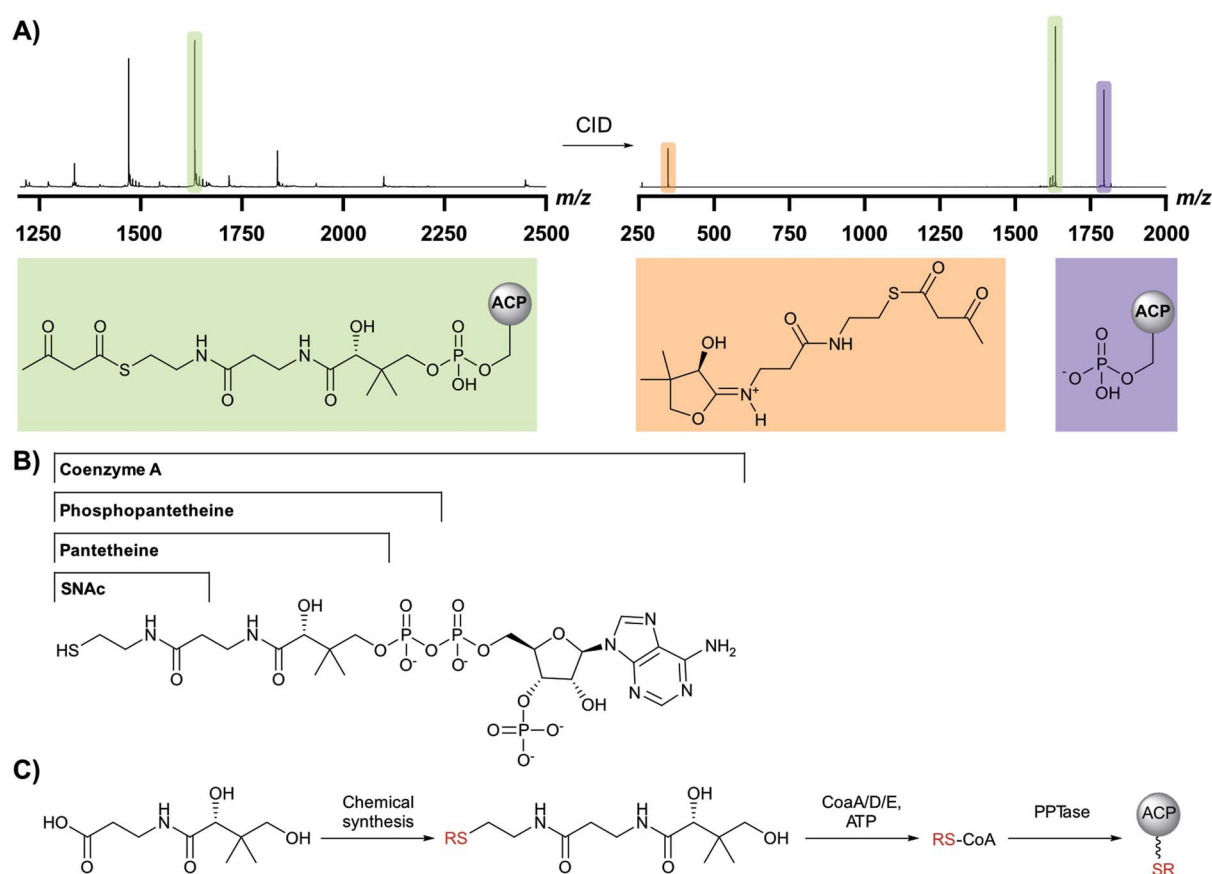 A)
CID
m/z
m/z
1250 1500 1750 2000 2250 2500
250 500 750 1000 1250 1500 1750 2000
O O S H N O H N O OH O P O OH O ACP
O OH O N+ H O NH S O O
-O O P OH O ACP
B)
Coenzyme A
Phosphopantetheine
Pantetheine
SNAc
HS H N O H N O OH O O P O- O O P O- O O N N N N NH2
O OH
O P O- O-
C)
HO O H N O OH OH
Chemical
synthesis
RS H N O H N O OH OH
CoaA/D/E,
ATP
RS-CoA
PPTase
ACP
SR